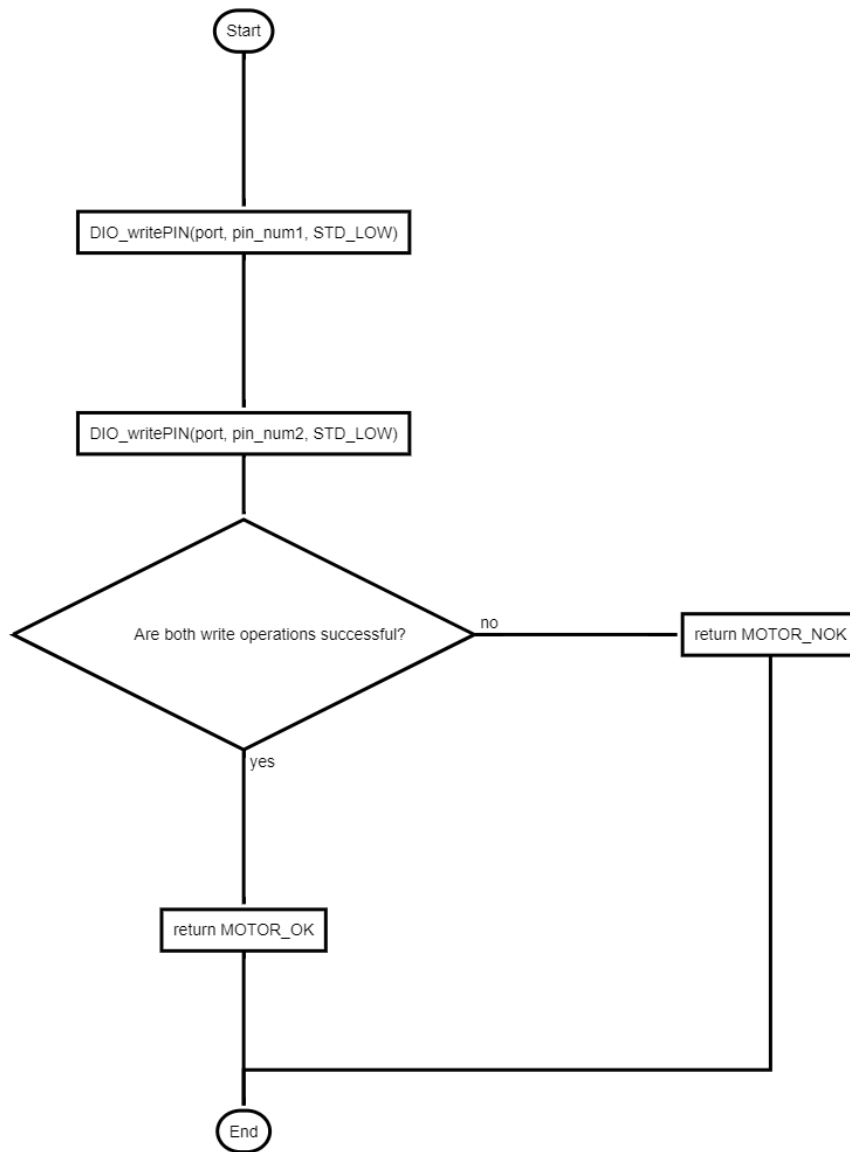 Start
DIO_writePIN(port, pin_num1, STD_LOW)
DIO_writePIN(port, pin_num2, STD_LOW)
Are both write operations successful?
no
return MOTOR_NOK
yes
return MOTOR_OK
End